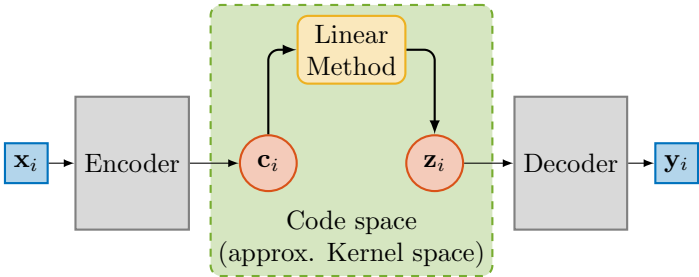 Linear
Method
x_i
Encoder
c_i
z_i
Decoder
y_i
Code space
(approx. Kernel space)